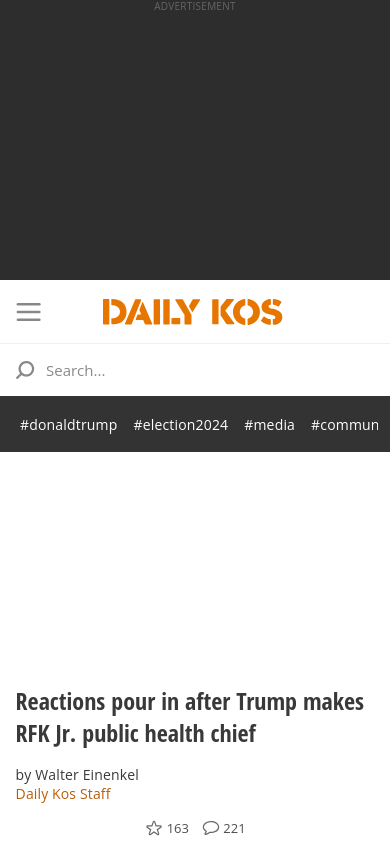 ADVERTISEMENT
DAILY KOS
Search...
#donaldtrump #election2024 #media #commun
Reactions pour in after Trump makes
RFK Jr. public health chief
by Walter Einenkel
Daily Kos Staff
163 221